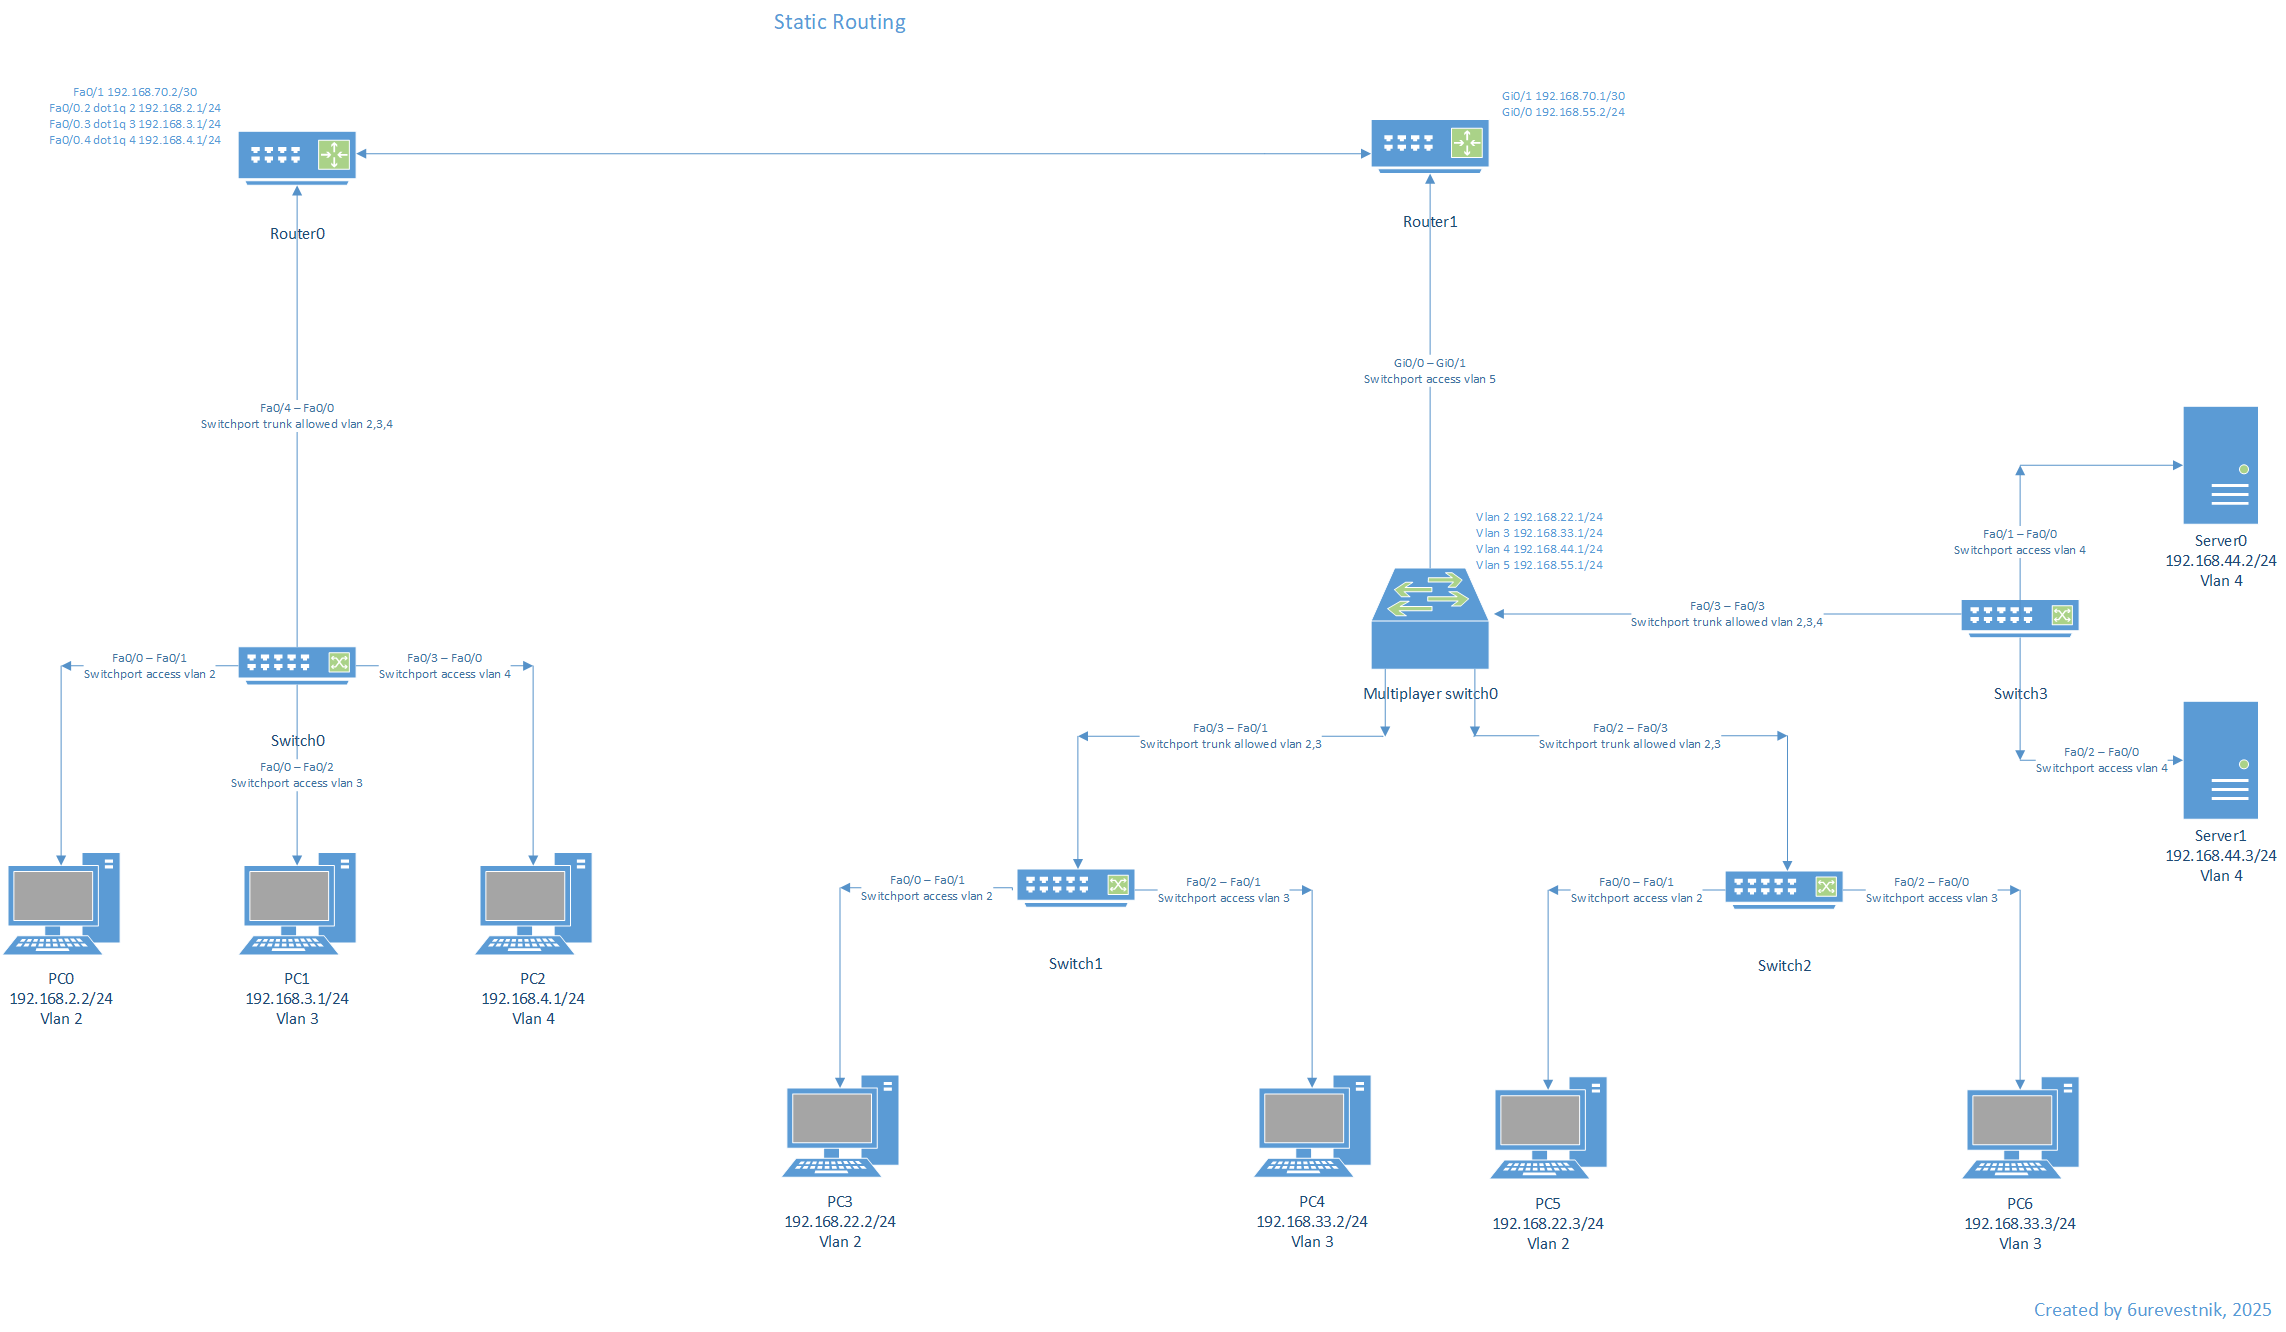 Static Routing
Fa0/1 192.168.70.2/30
Fa0/0.2 dot1q 2 192.168.2.1/24
Fa0/0.3 dot1q 3 192.168.3.1/24
Fa0/0.4 dot1q 4 192.168.4.1/24
Gi0/1 192.168.70.1/30
Gi0/0 192.168.55.2/24
Router0
Router1
Gi0/0 – Gi0/1
Switchport access vlan 5
Fa0/4 – Fa0/0
Switchport trunk allowed vlan 2,3,4
Vlan 2 192.168.22.1/24
Vlan 3 192.168.33.1/24
Vlan 4 192.168.44.1/24
Vlan 5 192.168.55.1/24
Fa0/1 – Fa0/0
Switchport access vlan 4
Server0
192.168.44.2/24
Vlan 4
Fa0/3 – Fa0/3
Switchport trunk allowed vlan 2,3,4
Fa0/0 – Fa0/1
Switchport access vlan 2
Fa0/3 – Fa0/0
Switchport access vlan 4
Multiplayer switch0
Switch3
Switch0
Fa0/3 – Fa0/1
Switchport trunk allowed vlan 2,3
Fa0/2 – Fa0/3
Switchport trunk allowed vlan 2,3
Fa0/2 – Fa0/0
Switchport access vlan 4
Fa0/0 – Fa0/2
Switchport access vlan 3
Server1
192.168.44.3/24
Vlan 4
Fa0/0 – Fa0/1
Switchport access vlan 2
Fa0/2 – Fa0/1
Switchport access vlan 3
Fa0/0 – Fa0/1
Switchport access vlan 2
Fa0/2 – Fa0/0
Switchport access vlan 3
Switch1
Switch2
PC0
192.168.2.2/24
Vlan 2
PC1
192.168.3.1/24
Vlan 3
PC2
192.168.4.1/24
Vlan 4
PC3
192.168.22.2/24
Vlan 2
PC4
192.168.33.2/24
Vlan 3
PC5
192.168.22.3/24
Vlan 2
PC6
192.168.33.3/24
Vlan 3
Created by 6urevestnik, 2025